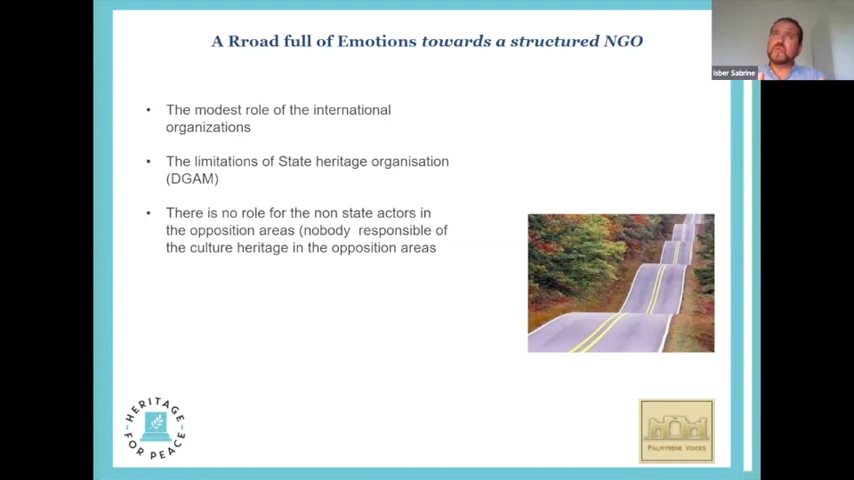 A Rroad full of Emotions towards a structured NGO
Isber Sabrine
• The modest role of the international
organizations
• The limitations of State heritage organisation
(DGAM)
• There is no role for the non state actors in
the opposition areas (nobody responsible of
the culture heritage in the opposition areas
HERITAGE
FOR PEACE
PALMYRENE VOICES